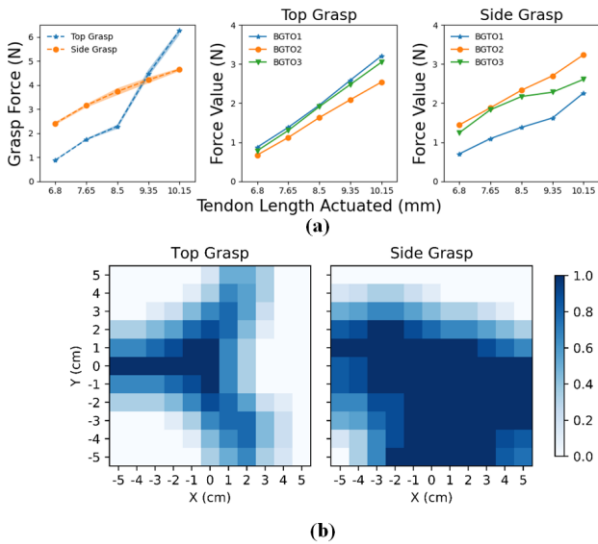 Top Grasp
Side Grasp
Top Grasp
Side Grasp
Grasp Force (N)
6
5
4
3
2
1
0
6.8 7.65 8.5 9.35 10.15
Force Value (N)
4
3
2
1
0
BGTO1
BGTO2
BGTO3
6.8 7.65 8.5 9.35 10.15
Force Value (N)
4
3
2
1
0
BGTO1
BGTO2
BGTO3
6.8 7.65 8.5 9.35 10.15
Tendon Length Actuated (mm)
(a)
Top Grasp
Side Grasp
Y (cm)
5
4
3
2
1
0
-1
-2
-3
-4
-5
-5 -4 -3 -2 -1 0 1 2 3 4 5
X (cm)
-5 -4 -3 -2 -1 0 1 2 3 4 5
X (cm)
1.0
0.8
0.6
0.4
0.2
0.0
(b)